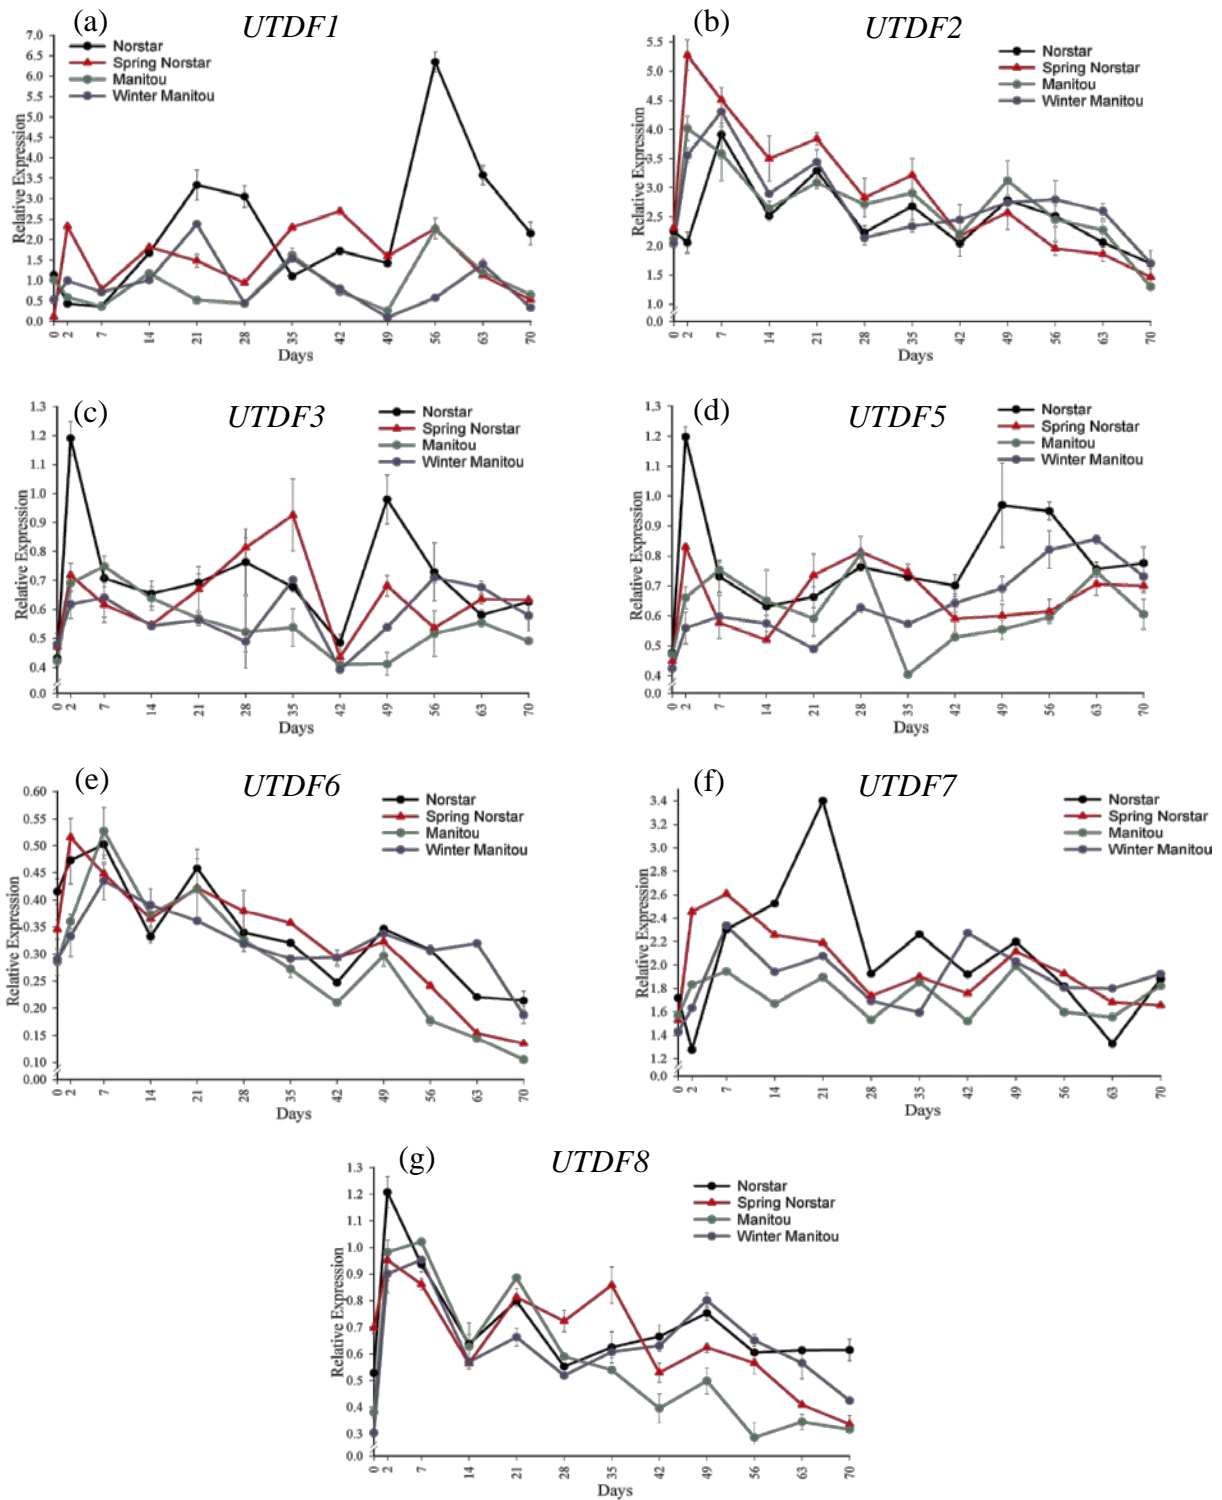 (a) UTDF1
Norstar
Spring Norstar
Manitou
Winter Manitou
Relative Expression
7.0
6.5
6.0
5.5
5.0
4.5
4.0
3.5
3.0
2.5
2.0
1.5
1.0
0.5
0.0
0 2 7 14 21 28 35 42 49 56 63 70
Days
(b) UTDF2
Norstar
Spring Norstar
Manitou
Winter Manitou
Relative Expression
5.5
5.0
4.5
4.0
3.5
3.0
2.5
2.0
1.5
1.0
0.0
0 2 7 14 21 28 35 42 49 56 63 70
Days
(c) UTDF3
Norstar
Spring Norstar
Manitou
Winter Manitou
Relative Expression
1.3
1.2
1.1
1.0
0.9
0.8
0.7
0.6
0.5
0.4
0.0
0 2 7 14 21 28 35 42 49 56 63 70
Days
(d) UTDF5
Norstar
Spring Norstar
Manitou
Winter Manitou
Relative Expression
1.3
1.2
1.1
1.0
0.9
0.8
0.7
0.6
0.5
0.4
0.0
0 2 7 14 21 28 35 42 49 56 63 70
Days
(e) UTDF6
Norstar
Spring Norstar
Manitou
Winter Manitou
Relative Expression
0.60
0.55
0.50
0.45
0.40
0.35
0.30
0.25
0.20
0.15
0.10
0.00
0 2 7 14 21 28 35 42 49 56 63 70
Days
(f) UTDF7
Norstar
Spring Norstar
Manitou
Winter Manitou
Relative Expression
3.4
3.2
3.0
2.8
2.6
2.4
2.2
2.0
1.8
1.6
1.4
1.2
0.0
0 2 7 14 21 28 35 42 49 56 63 70
Days
(g) UTDF8
Norstar
Spring Norstar
Manitou
Winter Manitou
Relative Expression
1.3
1.2
1.1
1.0
0.9
0.8
0.7
0.6
0.5
0.4
0.3
0.0
0 2 7 14 21 28 35 42 49 56 63 70
Days